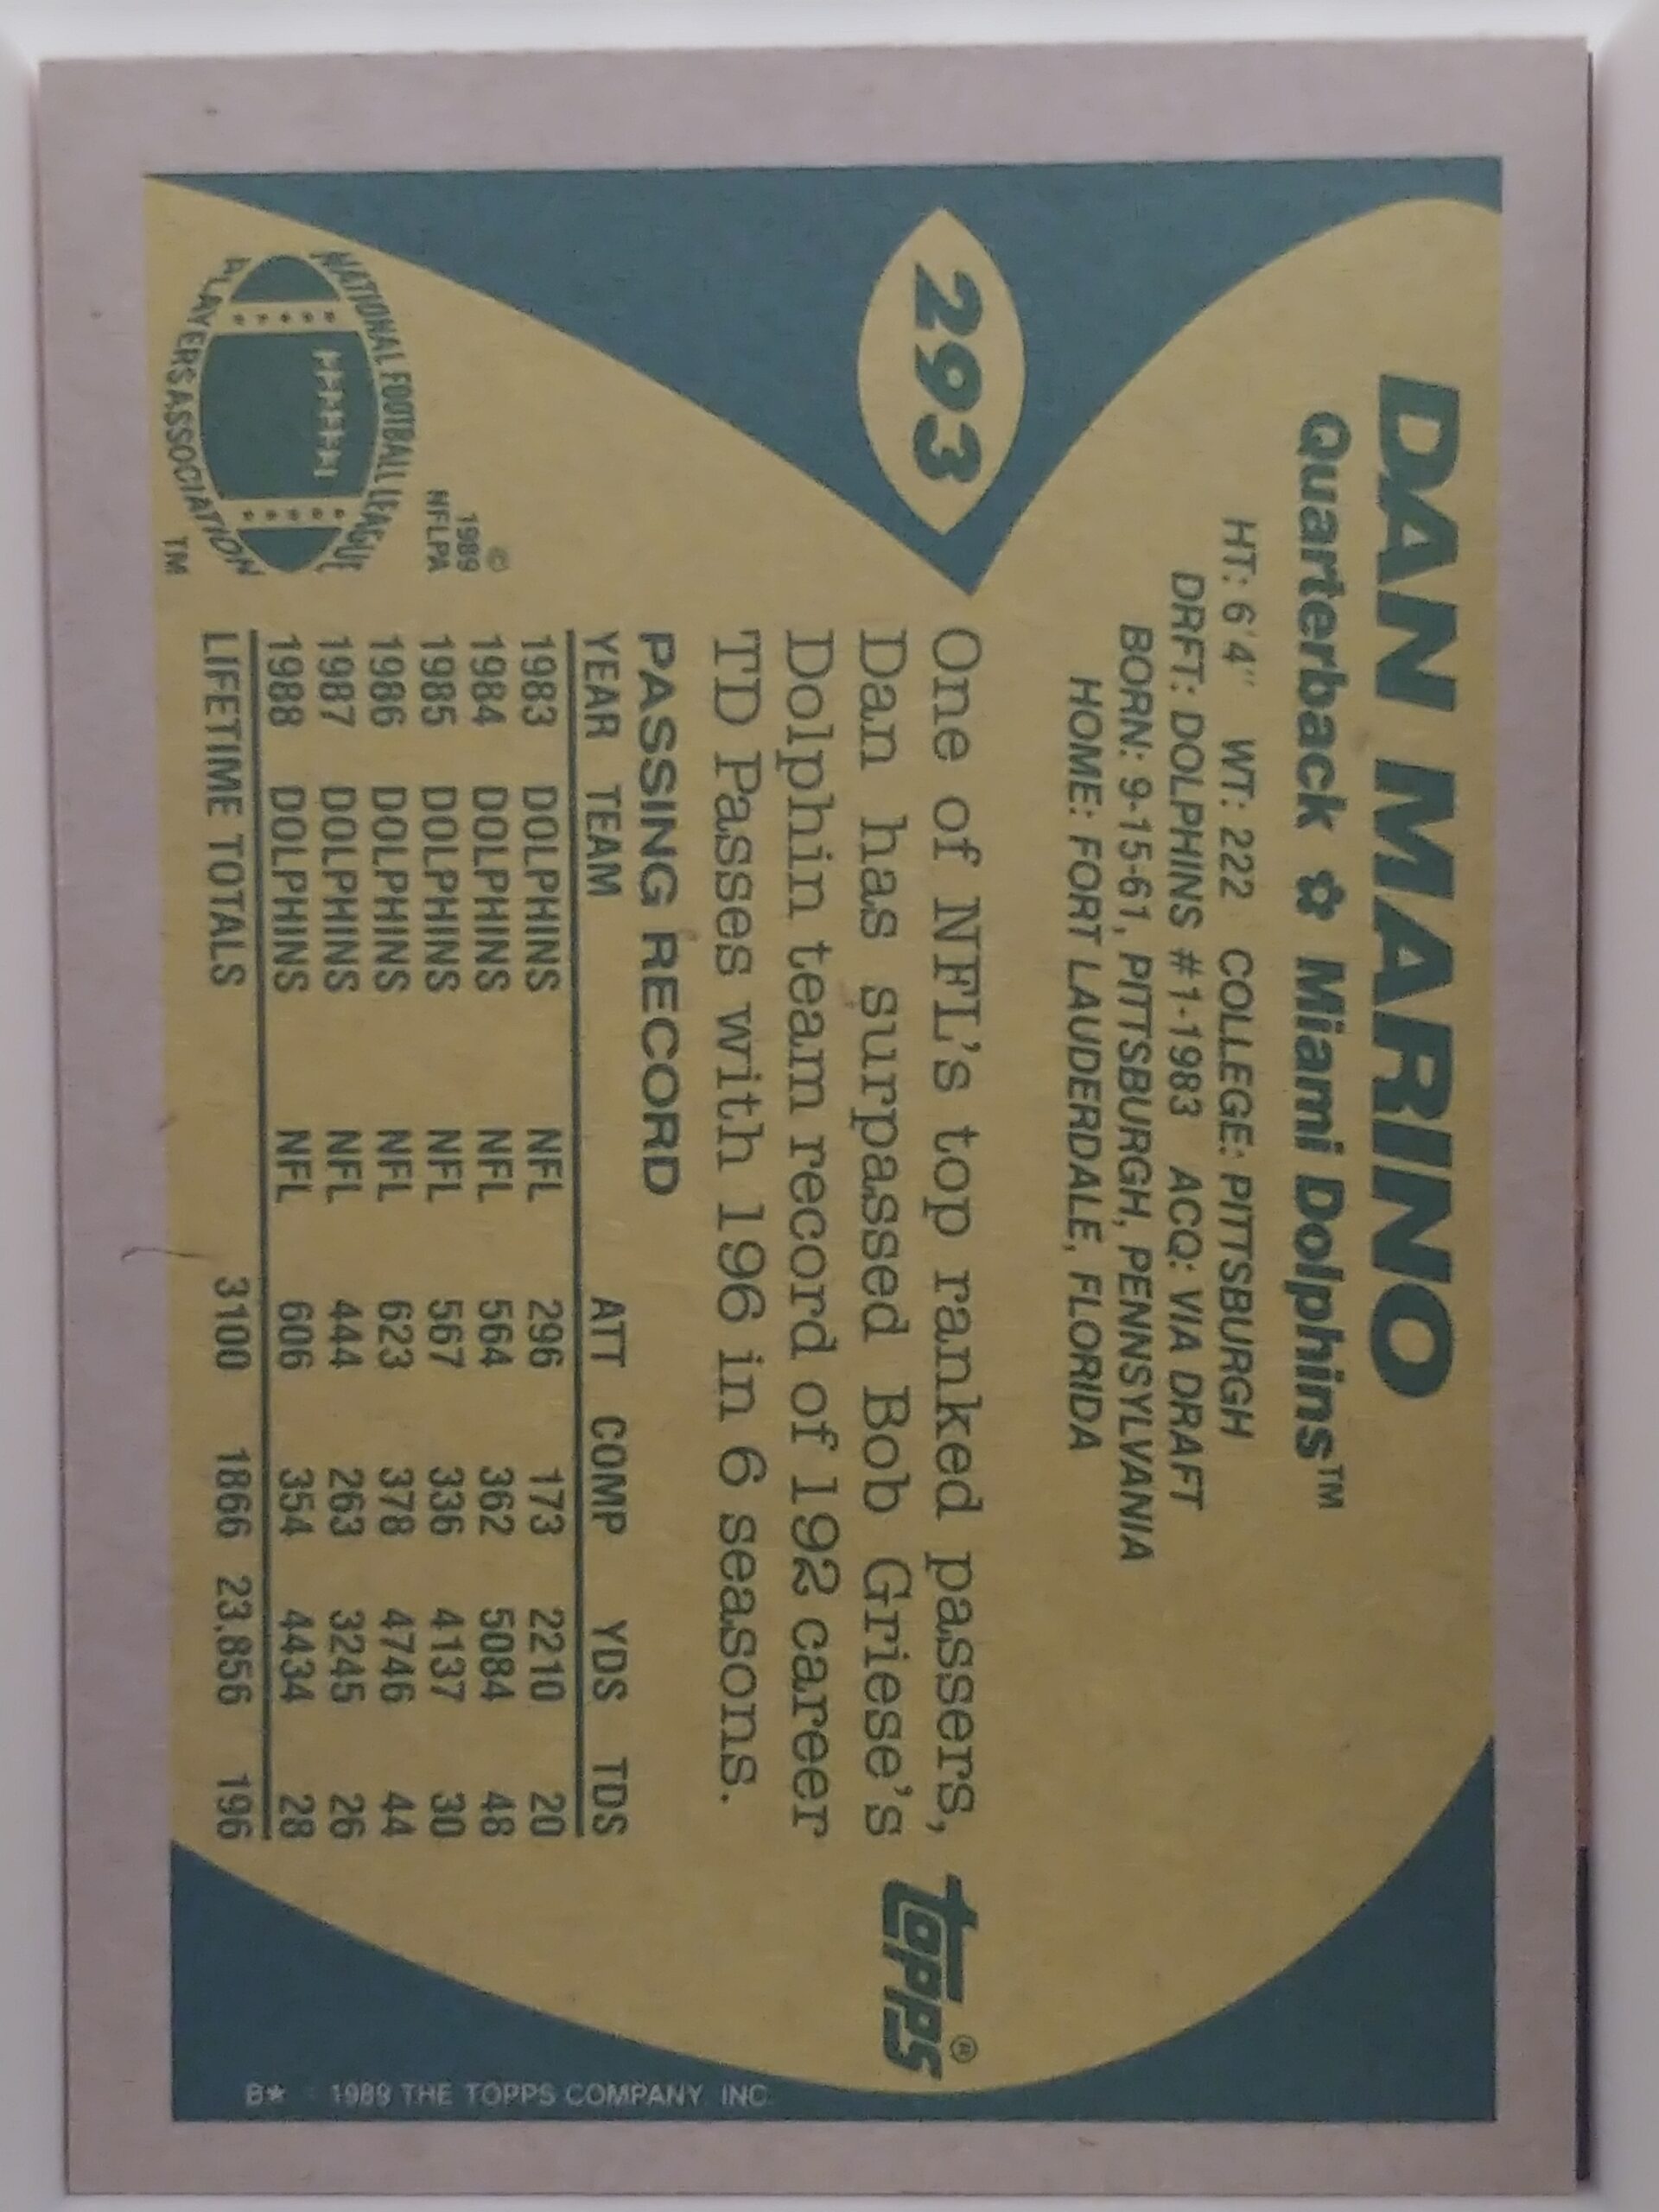 293
DAN MARINO
Quarterback ✿ Miami Dolphins™
HT: 6'4" WT: 222 COLLEGE: PITTSBURGH
DRFT: DOLPHINS #1-1983 ACQ: VIA DRAFT
BORN: 9-15-61, PITTSBURGH, PENNSYLVANIA
HOME: FORT LAUDERDALE, FLORIDA
One of NFL's top ranked passers,
Dan has surpassed Bob Griese's
Dolphin team record of 192 career
TD Passes with 196 in 6 seasons.
topps®
PASSING RECORD
YEAR TEAM ATT COMP YDS TDS
1983 DOLPHINS NFL 296 173 2210 20
1984 DOLPHINS NFL 564 362 5084 48
1985 DOLPHINS NFL 567 336 4137 30
1986 DOLPHINS NFL 623 378 4746 44
1987 DOLPHINS NFL 444 263 3245 26
1988 DOLPHINS NFL 606 354 4434 28
LIFETIME TOTALS 3100 1866 23,856 196
©
1989
NFLPA
NATIONAL FOOTBALL LEAGUE
PLAYERS ASSOCIATION
TM
B* 1989 THE TOPPS COMPANY, INC.